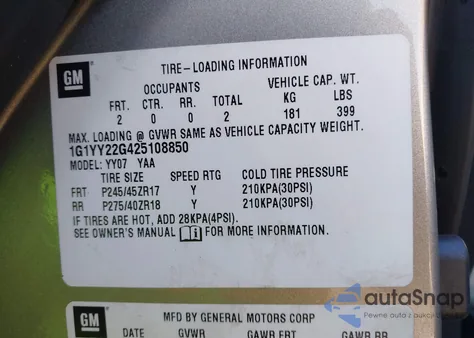 GM
TIRE-LOADING INFORMATION
OCCUPANTS VEHICLE CAP. WT.
FRT. CTR. RR. TOTAL KG LBS
2 0 0 2 181 399
MAX. LOADING @ GVWR SAME AS VEHICLE CAPACITY WEIGHT.
1G1YY22G425108850
MODEL: YY07 YAA
TIRE SIZE SPEED RTG COLD TIRE PRESSURE
FRT P245/45ZR17 Y 210KPA(30PSI)
RR P275/40ZR18 Y 210KPA(30PSI)
IF TIRES ARE HOT, ADD 28KPA(4PSI).
SEE OWNER'S MANUAL FOR MORE INFORMATION.
GM
MFD BY GENERAL MOTORS CORP
DATE GVWR GAWR FRT GAWR RR
autoSnap
Pewne auto z USA